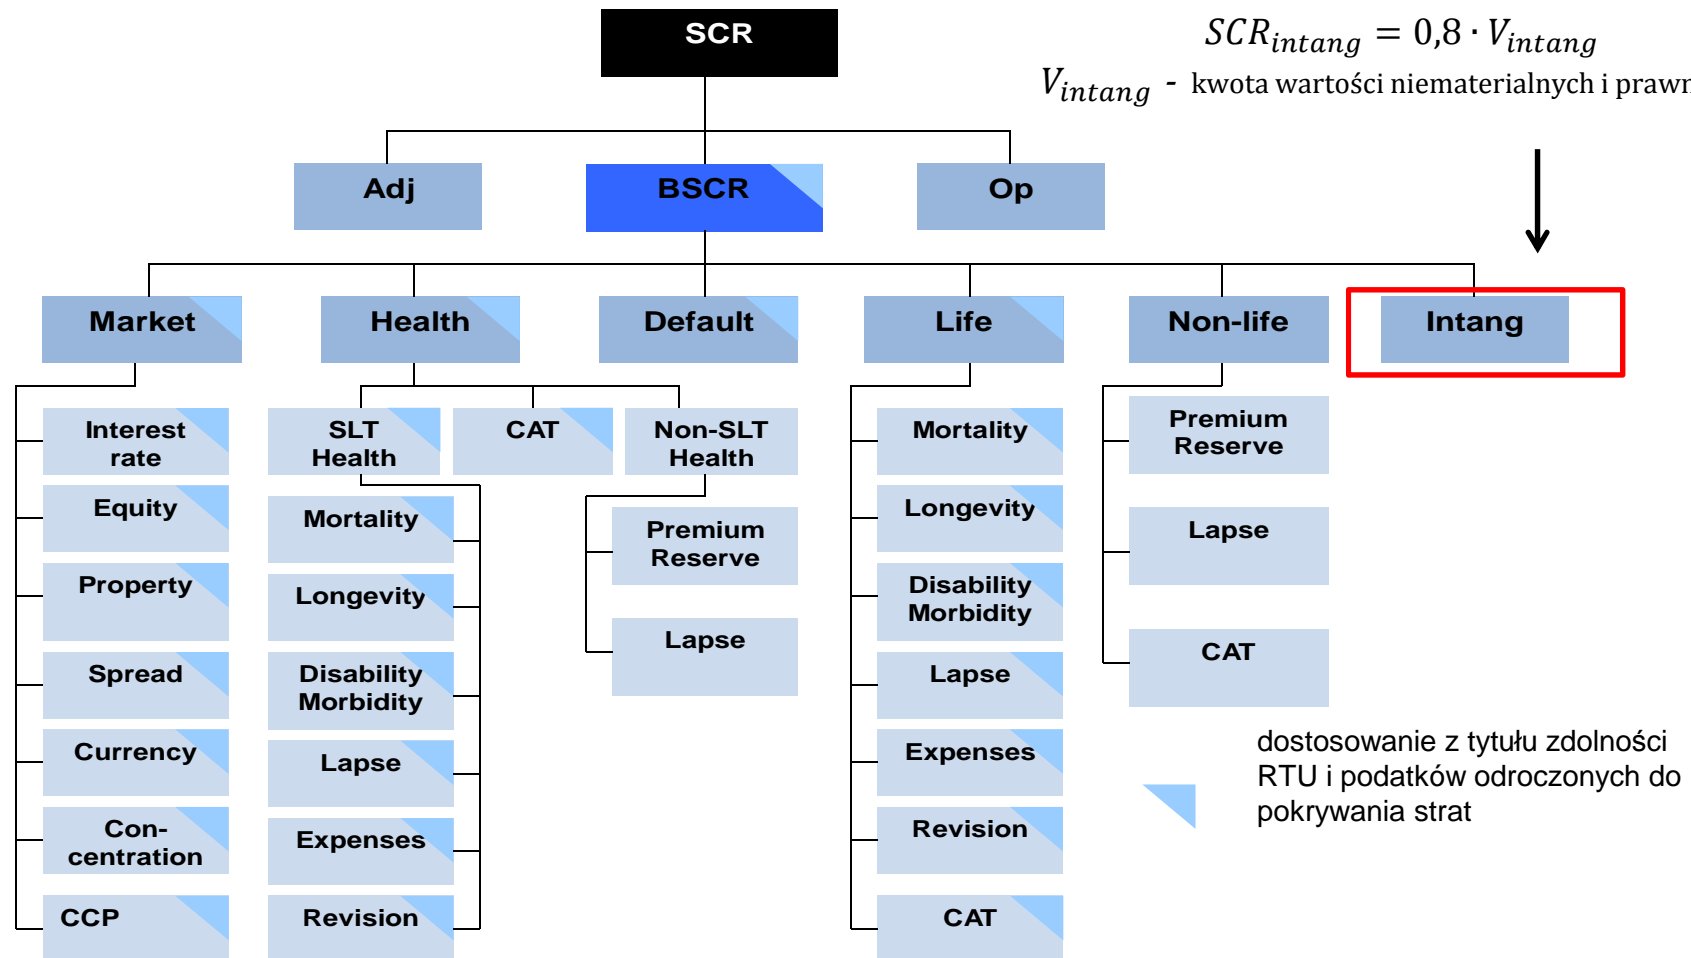 SCR
SCR_intang = 0,8 · V_intang
V_intang - kwota wartości niematerialnych i prawn
Adj
BSCR
Op
Market
Health
Default
Life
Non-life
Intang
Interest
rate
Equity
Property
Spread
Currency
Con-
centration
CCP
SLT
Health
Mortality
Longevity
Disability
Morbidity
Lapse
Expenses
Revision
CAT
Non-SLT
Health
Premium
Reserve
Lapse
Mortality
Longevity
Disability
Morbidity
Lapse
Expenses
Revision
CAT
Premium
Reserve
Lapse
CAT
dostosowanie z tytułu zdolności
RTU i podatków odroczonych do
pokrywania strat